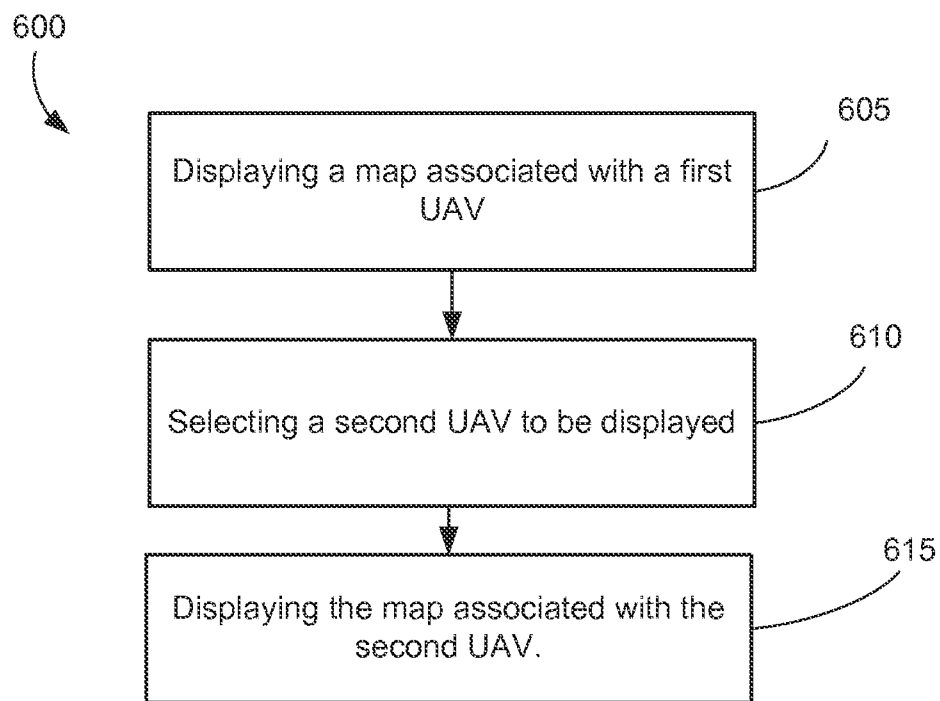 600
605
Displaying a map associated with a first
UAV
610
Selecting a second UAV to be displayed
615
Displaying the map associated with the
second UAV.